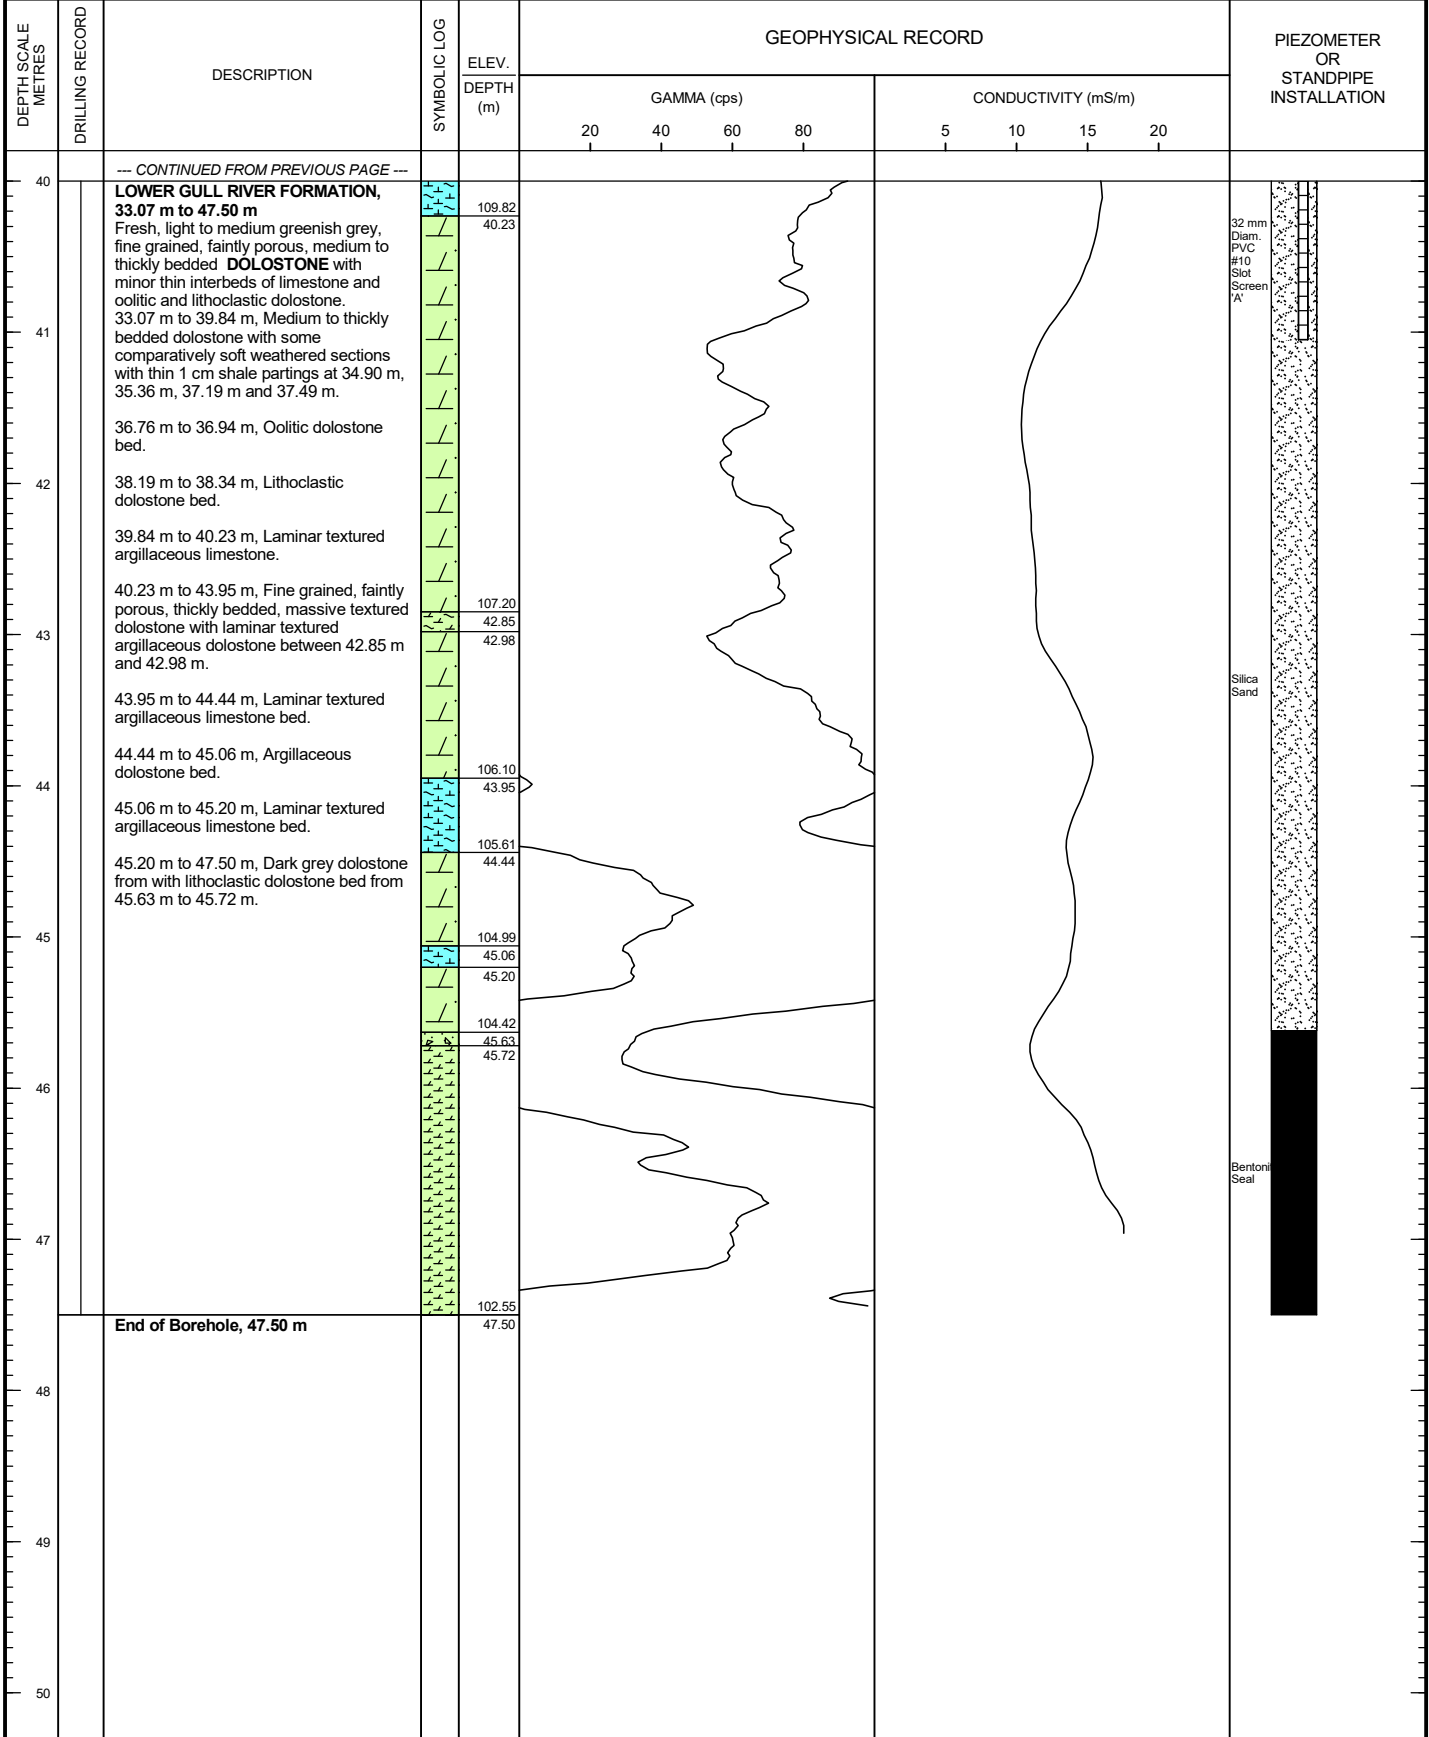 DEPTH SCALE
METRES
DRILLING RECORD
DESCRIPTION
SYMBOLIC LOG
ELEV.
DEPTH
(m)
GEOPHYSICAL RECORD
GAMMA (cps)
20 40 60 80
CONDUCTIVITY (mS/m)
5 10 15 20
PIEZOMETER
OR
STANDPIPE
INSTALLATION
--- CONTINUED FROM PREVIOUS PAGE ---
LOWER GULL RIVER FORMATION,
33.07 m to 47.50 m
Fresh, light to medium greenish grey,
fine grained, faintly porous, medium to
thickly bedded DOLOSTONE with
minor thin interbeds of limestone and
oolitic and lithoclastic dolostone.
33.07 m to 39.84 m, Medium to thickly
bedded dolostone with some
comparatively soft weathered sections
with thin 1 cm shale partings at 34.90 m,
35.36 m, 37.19 m and 37.49 m.
36.76 m to 36.94 m, Oolitic dolostone
bed.
38.19 m to 38.34 m, Lithoclastic
dolostone bed.
39.84 m to 40.23 m, Laminar textured
argillaceous limestone.
40.23 m to 43.95 m, Fine grained, faintly
porous, thickly bedded, massive textured
dolostone with laminar textured
argillaceous dolostone between 42.85 m
and 42.98 m.
43.95 m to 44.44 m, Laminar textured
argillaceous limestone bed.
44.44 m to 45.06 m, Argillaceous
dolostone bed.
45.06 m to 45.20 m, Laminar textured
argillaceous limestone bed.
45.20 m to 47.50 m, Dark grey dolostone
from with lithoclastic dolostone bed from
45.63 m to 45.72 m.
End of Borehole, 47.50 m
40
41
42
43
44
45
46
47
48
49
50
109.82
40.23
107.20
42.85
42.98
106.10
43.95
105.61
44.44
104.99
45.06
45.20
104.42
45.63
45.72
102.55
47.50
32 mm
Diam.
PVC
#10
Slot
Screen
'A'
Silica
Sand
Bentoni
Seal